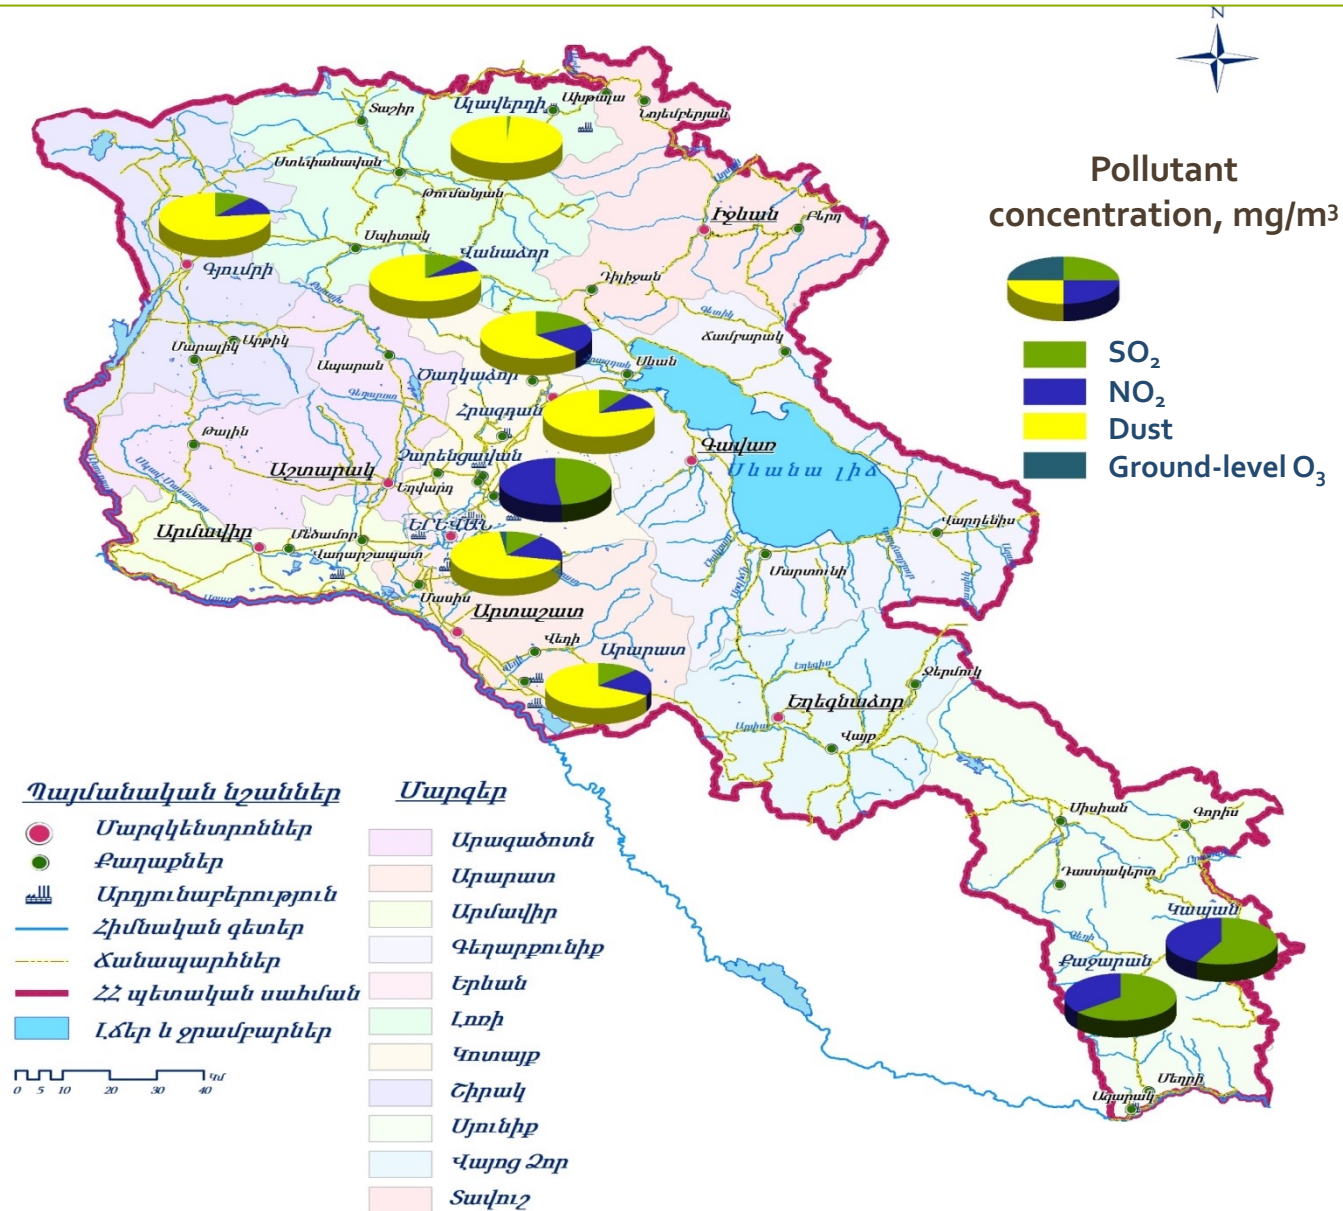 N
Pollutant
concentration, mg/m³
SO₂
NO₂
Dust
Ground-level O₃
Տաշիր
Ալավերդի
Ախթալա
Նոյեմբերյան
Ստեփանավան
Թումանյան
Իջևան
Բերդ
Սպիտակ
Վանաձոր
Գյումրի
Դիլիջան
Ճամբարակ
Արթիկ
Մարալիկ
Ապարան
Ծաղկաձոր
Սևան
Հրազդան
Թալին
Գավառ
Չարենցավան
Աշտարակ
Եղվարդ
Սևանա լիճ
ԵՐԵՎԱՆ
Արմավիր
Մեծամոր
Վաղարշապատ
Վարդենիս
Մարտունի
Մասիս
Արտաշատ
Վեդի
Արարատ
Ջերմուկ
Եղեգնաձոր
Վայք
Սիսիան
Գորիս
Դաստակերտ
Կապան
Քաջարան
Մեղրի
Ագարակ
Պայմանական նշաններ
Մարզկենտրոններ
Քաղաքներ
Արդյունաբերություն
Հիմնական գետեր
Ճանապարհներ
ՀՀ պետական սահման
Լճեր և ջրամբարներ
Կմ
0 5 10 20 30 40
Մարզեր
Արագածոտն
Արարատ
Արմավիր
Գեղարքունիք
Երևան
Լոռի
Կոտայք
Շիրակ
Սյունիք
Վայոց Ձոր
Տավուշ